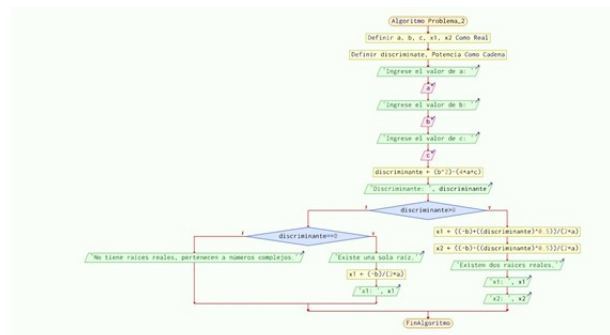 Algoritmo Problema_2
Definir a, b, c, x1, x2 Como Real
Definir discriminate, Potencia Como Cadena
'Ingrese el valor de a: '
a
'Ingrese el valor de b: '
b
'Ingrese el valor de c: '
c
discriminante ← (b^2)-(4*a*c)
'Discriminante: ', discriminante
discriminante>0
F
V
discriminante==0
F
V
x1 ← ((-b)+((discriminante)^0.5))/(2*a)
x2 ← ((-b)-((discriminante)^0.5))/(2*a)
'No tiene raíces reales, pertenecen a números complejos.'
'Existe una sola raíz.'
'Existen dos raíces reales.'
x1 ← (-b)/(2*a)
'x1: ', x1
'x1: ', x1
'x2: ', x2
FinAlgoritmo